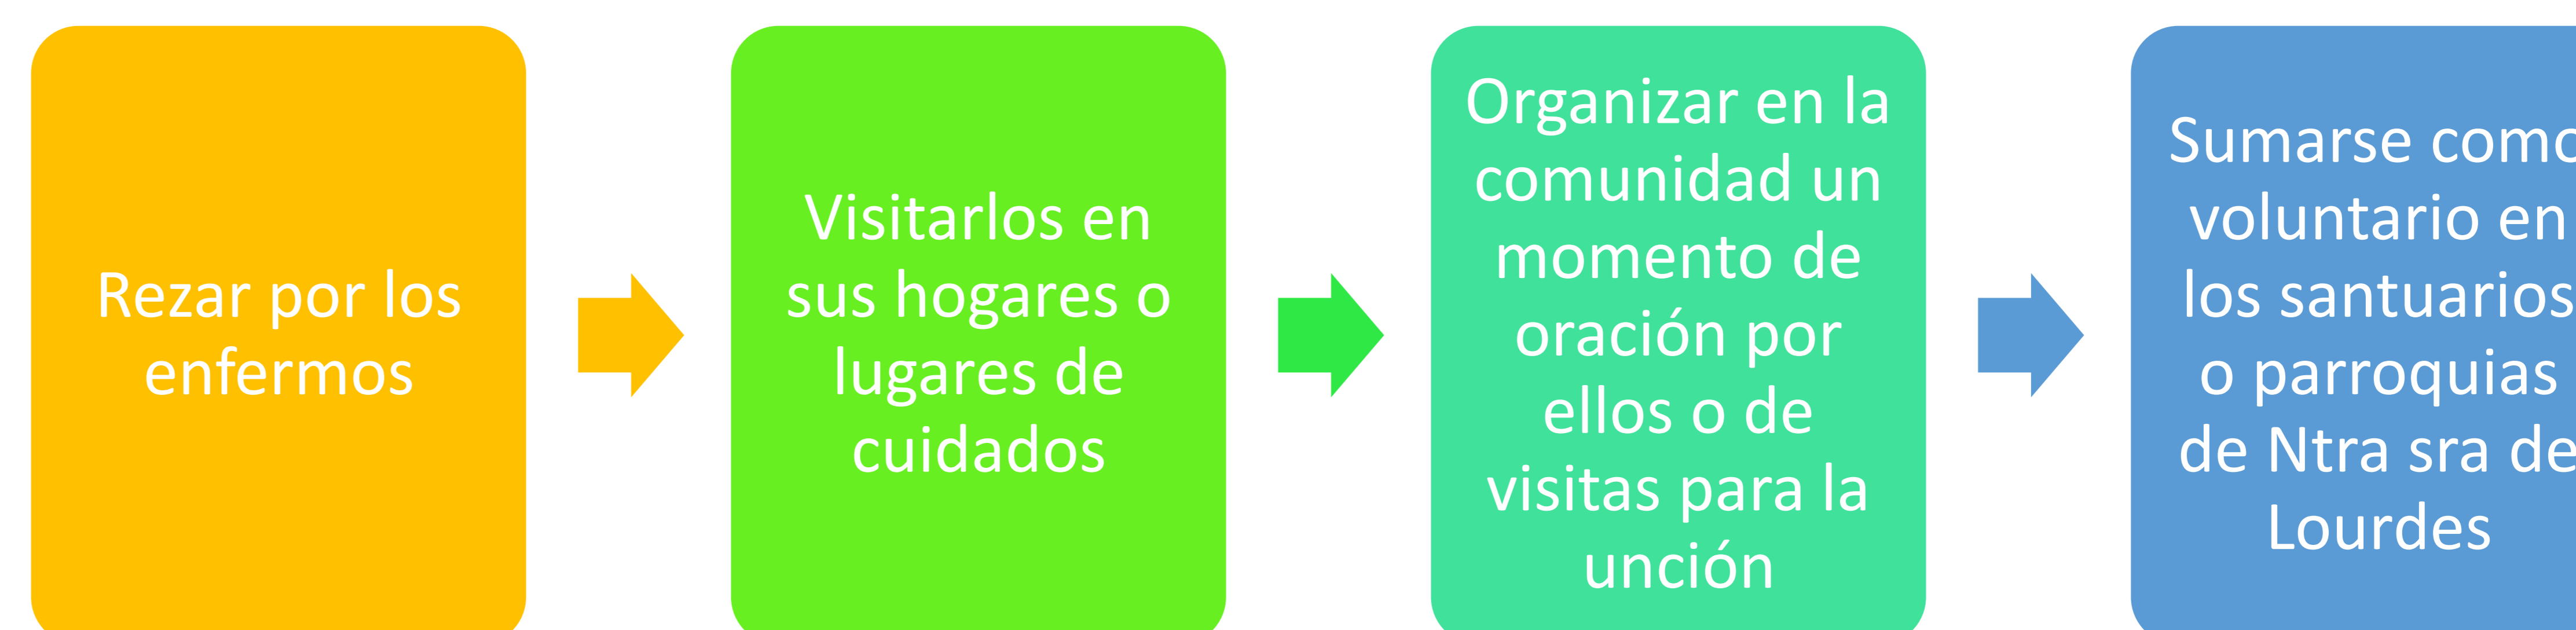 Rezar por los
enfermos
Visitarlos en
sus hogares o
lugares de
cuidados
Organizar en la
comunidad un
momento de
oración por
ellos o de
visitas para la
unción
Sumarse como
voluntario en
los santuarios
o parroquias
de Ntra sra de
Lourdes